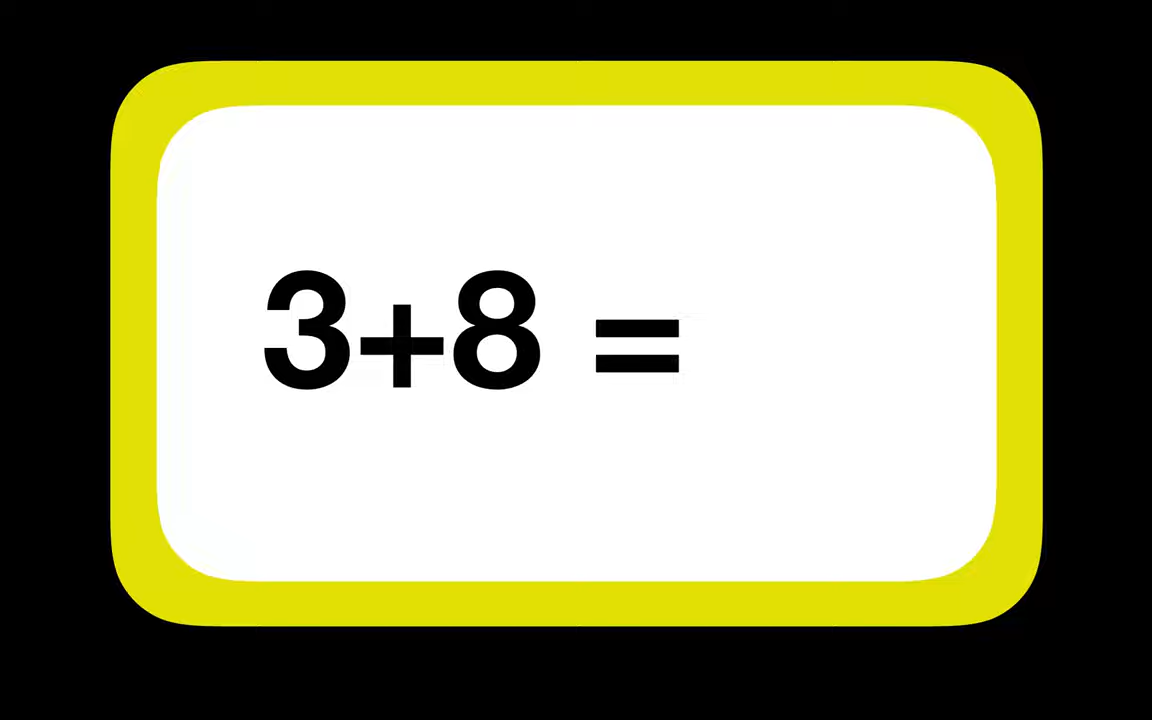 3+8 =